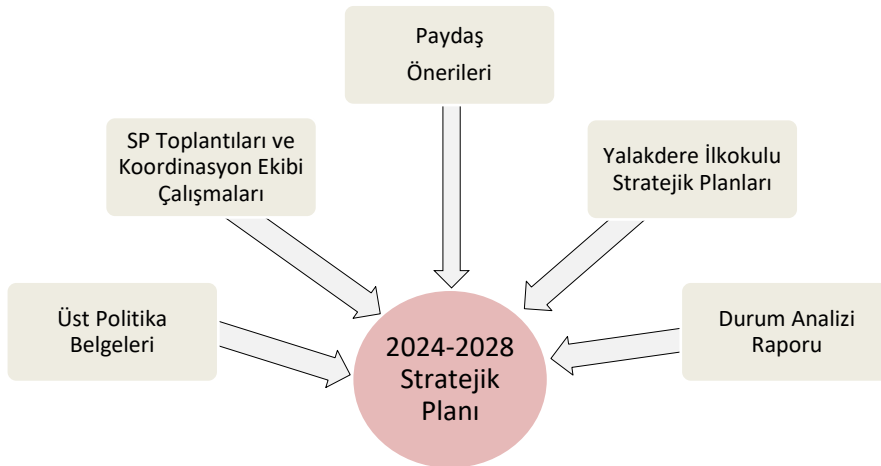 Paydaş
Önerileri
SP Toplantıları ve
Koordinasyon Ekibi
Çalışmaları
Yalakdere İlkokulu
Stratejik Planları
Üst Politika
Belgeleri
Durum Analizi
Raporu
2024-2028
Stratejik
Planı